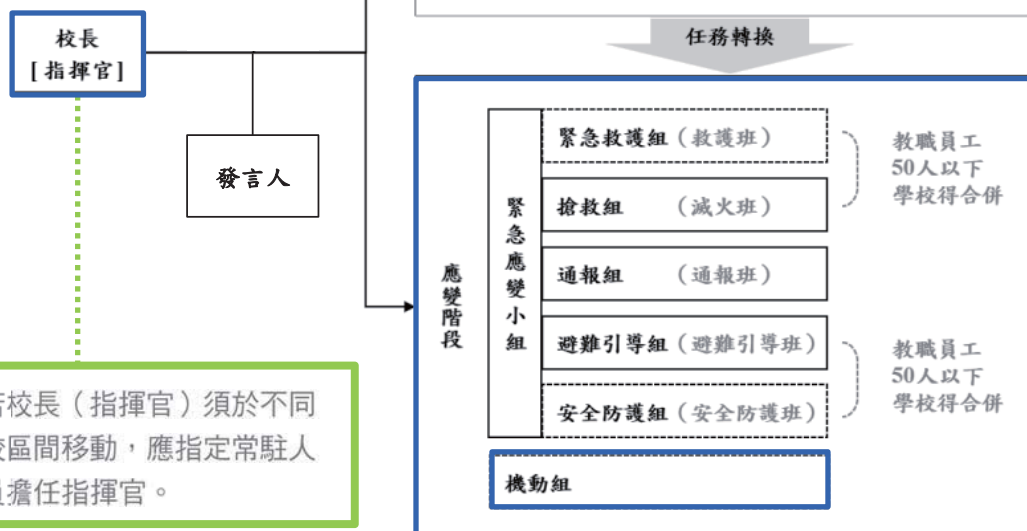 校長
[指揮官]
發言人
任務轉換
應變階段
緊急應變小組
緊急救護組(救護班)
搶救組 (滅火班)
通報組 (通報班)
避難引導組(避難引導班)
安全防護組(安全防護班)
機動組
教職員工
50人以下
學校得合併
教職員工
50人以下
學校得合併
校長(指揮官)須於不同
區間移動,應指定常駐人
擔任指揮官。